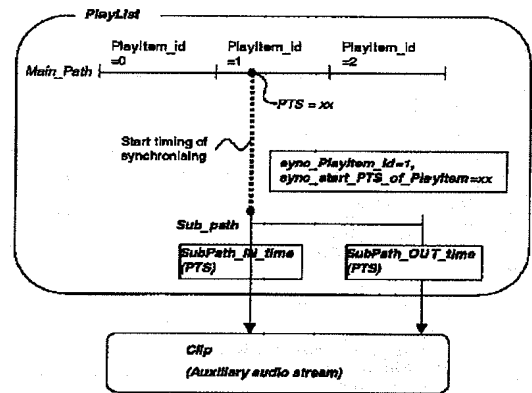 PlayList
PlayItem_id
=0
PlayItem_id
=1
PlayItem_id
=2
Main_Path
PTS = xx
Start timing of
synchronising
sync_PlayItem_id=1,
sync_start_PTS_of_PlayItem=xx
Sub_path
SubPath_IN_time
(PTS)
SubPath_OUT_time
(PTS)
Clip
(Auxiliary audio stream)